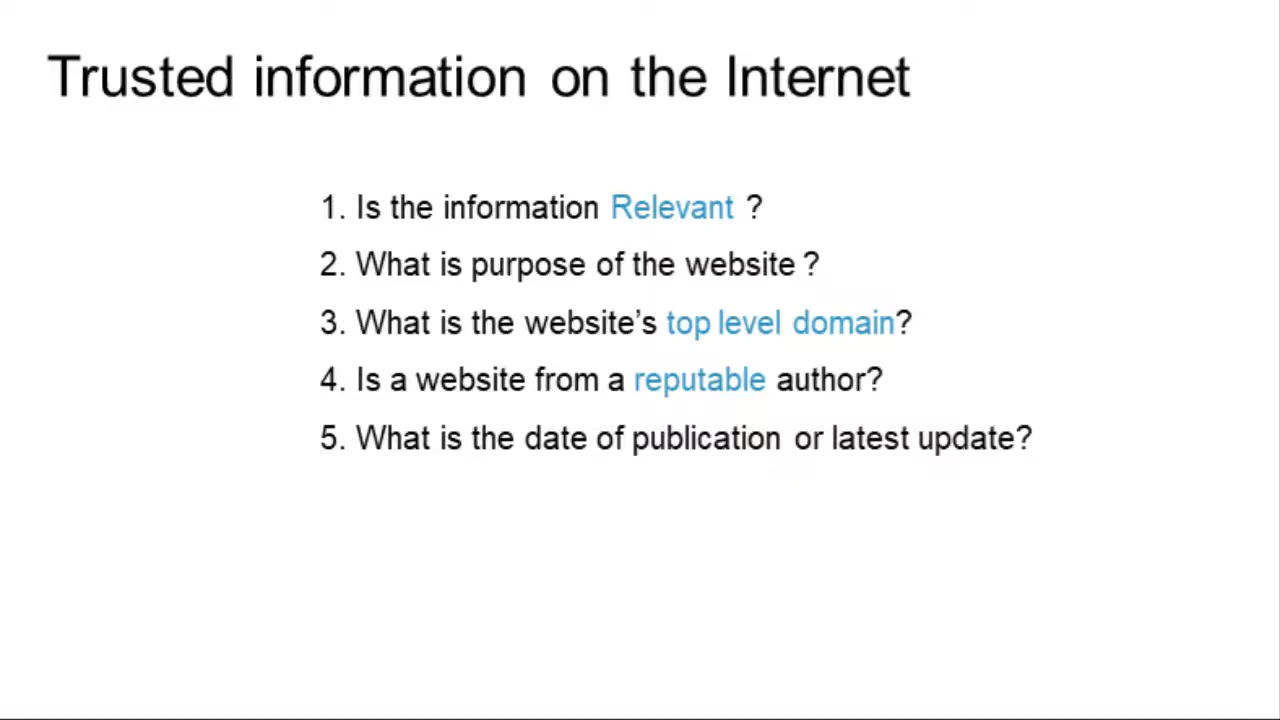 Trusted information on the Internet
1. Is the information Relevant ?
2. What is purpose of the website ?
3. What is the website’s top level domain?
4. Is a website from a reputable author?
5. What is the date of publication or latest update?